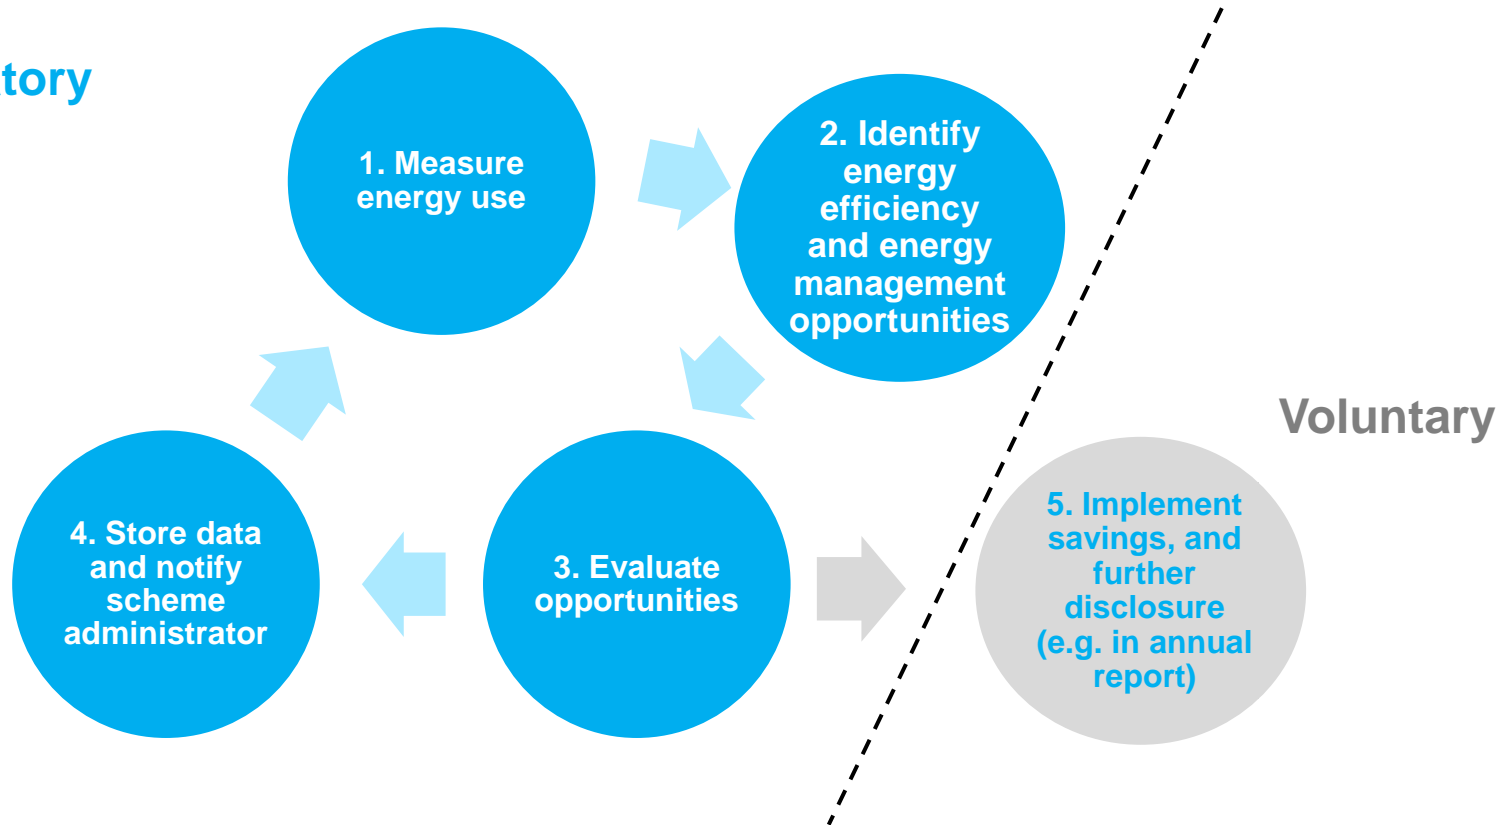 tory
1. Measure
energy use
2. Identify
energy
efficiency
and energy
management
opportunities
3. Evaluate
opportunities
4. Store data
and notify
scheme
administrator
Voluntary
5. Implement
savings, and
further
disclosure
(e.g. in annual
report)